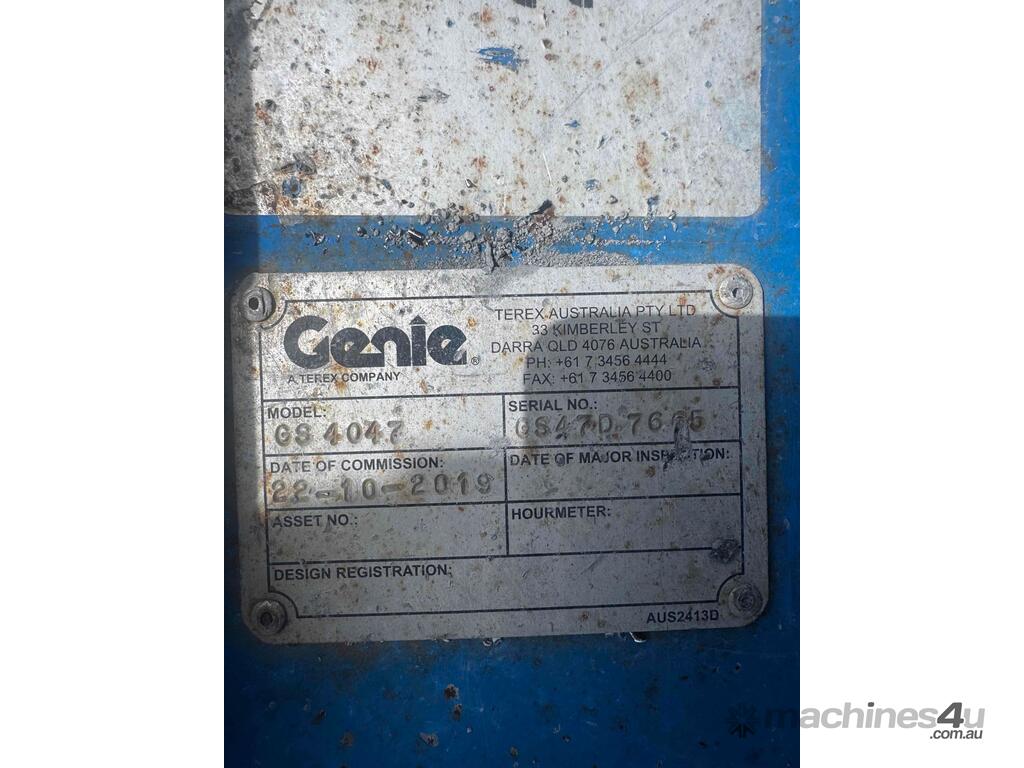 Genie®
A TEREX COMPANY
TEREX AUSTRALIA PTY LTD
33 KIMBERLEY ST
DARRA QLD 4076 AUSTRALIA
PH: +61 7 3456 4444
FAX: +61 7 3456 4400
MODEL:
GS 4047
SERIAL NO.:
GS47D
DATE OF COMMISSION:
22-10-2019
DATE OF MAJOR INSPECTION:
ASSET NO.:
HOURMETER:
DESIGN REGISTRATION:
AUS2413D
machines4u
.com.au